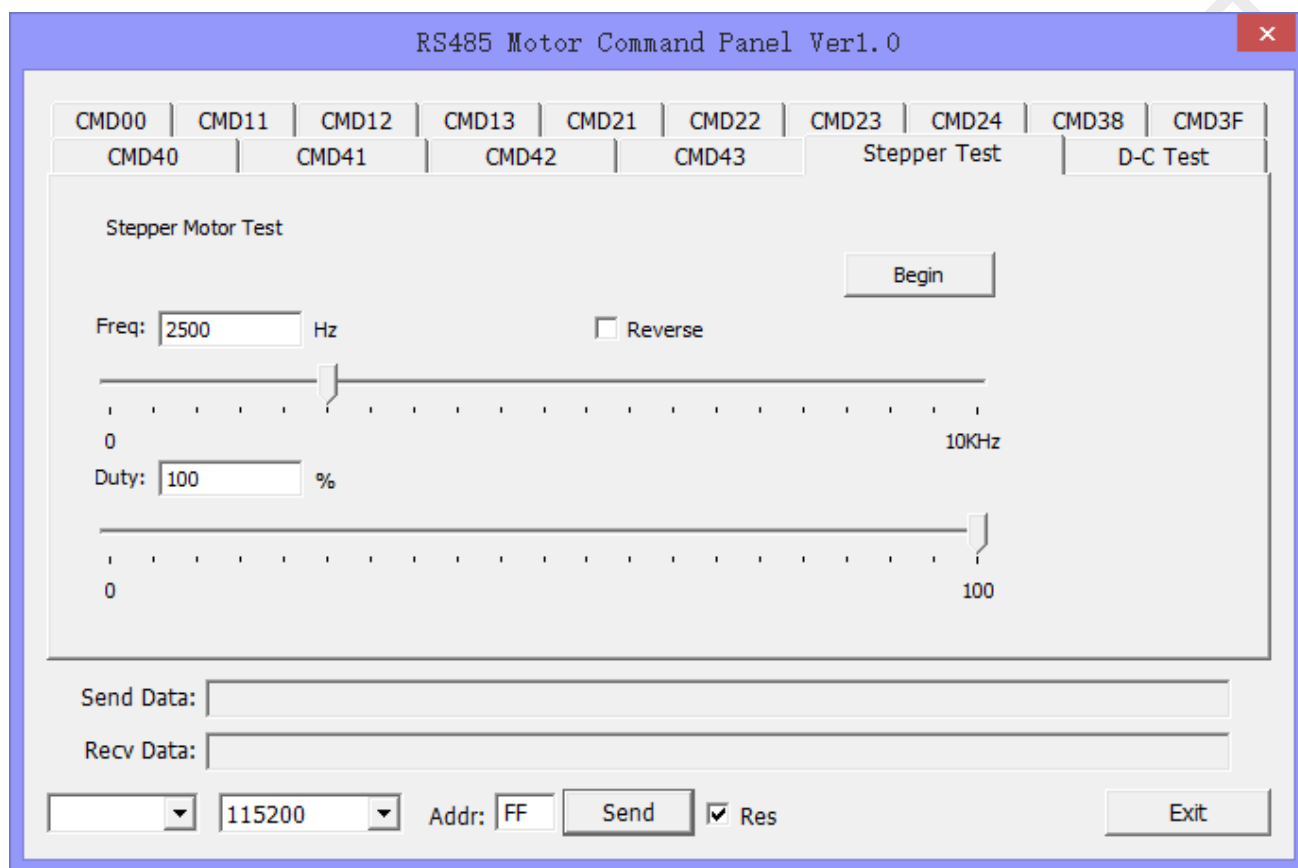 RS485 Motor Command Panel Ver1.0
CMD00 CMD11 CMD12 CMD13 CMD21 CMD22 CMD23 CMD24 CMD38 CMD3F
CMD40 CMD41 CMD42 CMD43 Stepper Test D-C Test
Stepper Motor Test
Begin
Freq: 2500 Hz Reverse
0 10KHz
Duty: 100 %
0 100
Send Data:
Recv Data:
115200 Addr: FF Send Res Exit